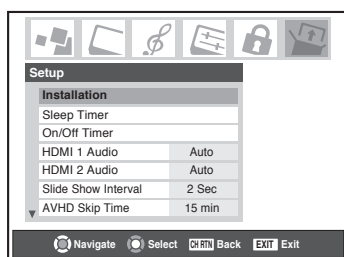 Setup
Installation
Sleep Timer
On/Off Timer
HDMI 1 Audio Auto
HDMI 2 Audio Auto
Slide Show Interval 2 Sec
AVHD Skip Time 15 min
Navigate Select CH RTN Back EXIT Exit